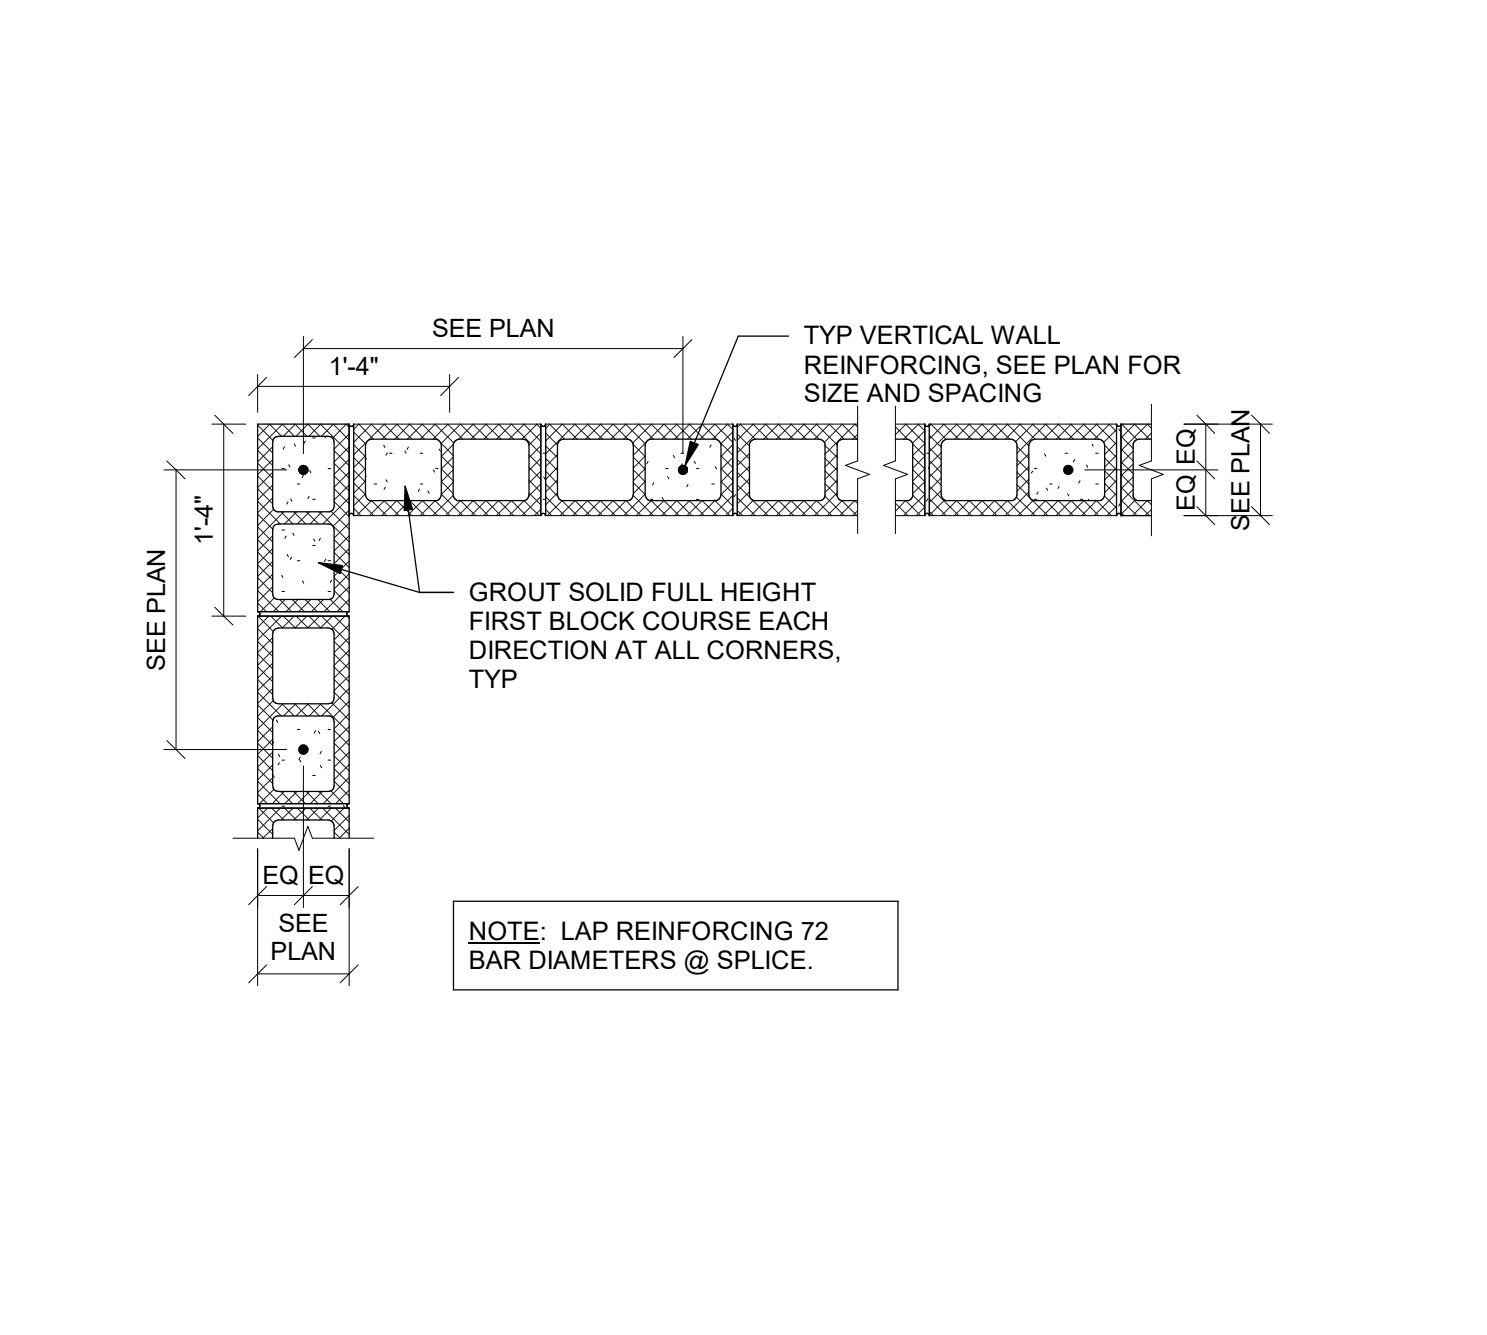 SEE PLAN
1'-4"
TYP VERTICAL WALL
REINFORCING, SEE PLAN FOR
SIZE AND SPACING
EQ
EQ
SEE PLAN
1'-4"
SEE PLAN
GROUT SOLID FULL HEIGHT
FIRST BLOCK COURSE EACH
DIRECTION AT ALL CORNERS,
TYP
EQ EQ
SEE
PLAN
NOTE:  LAP REINFORCING 72
BAR DIAMETERS @ SPLICE.